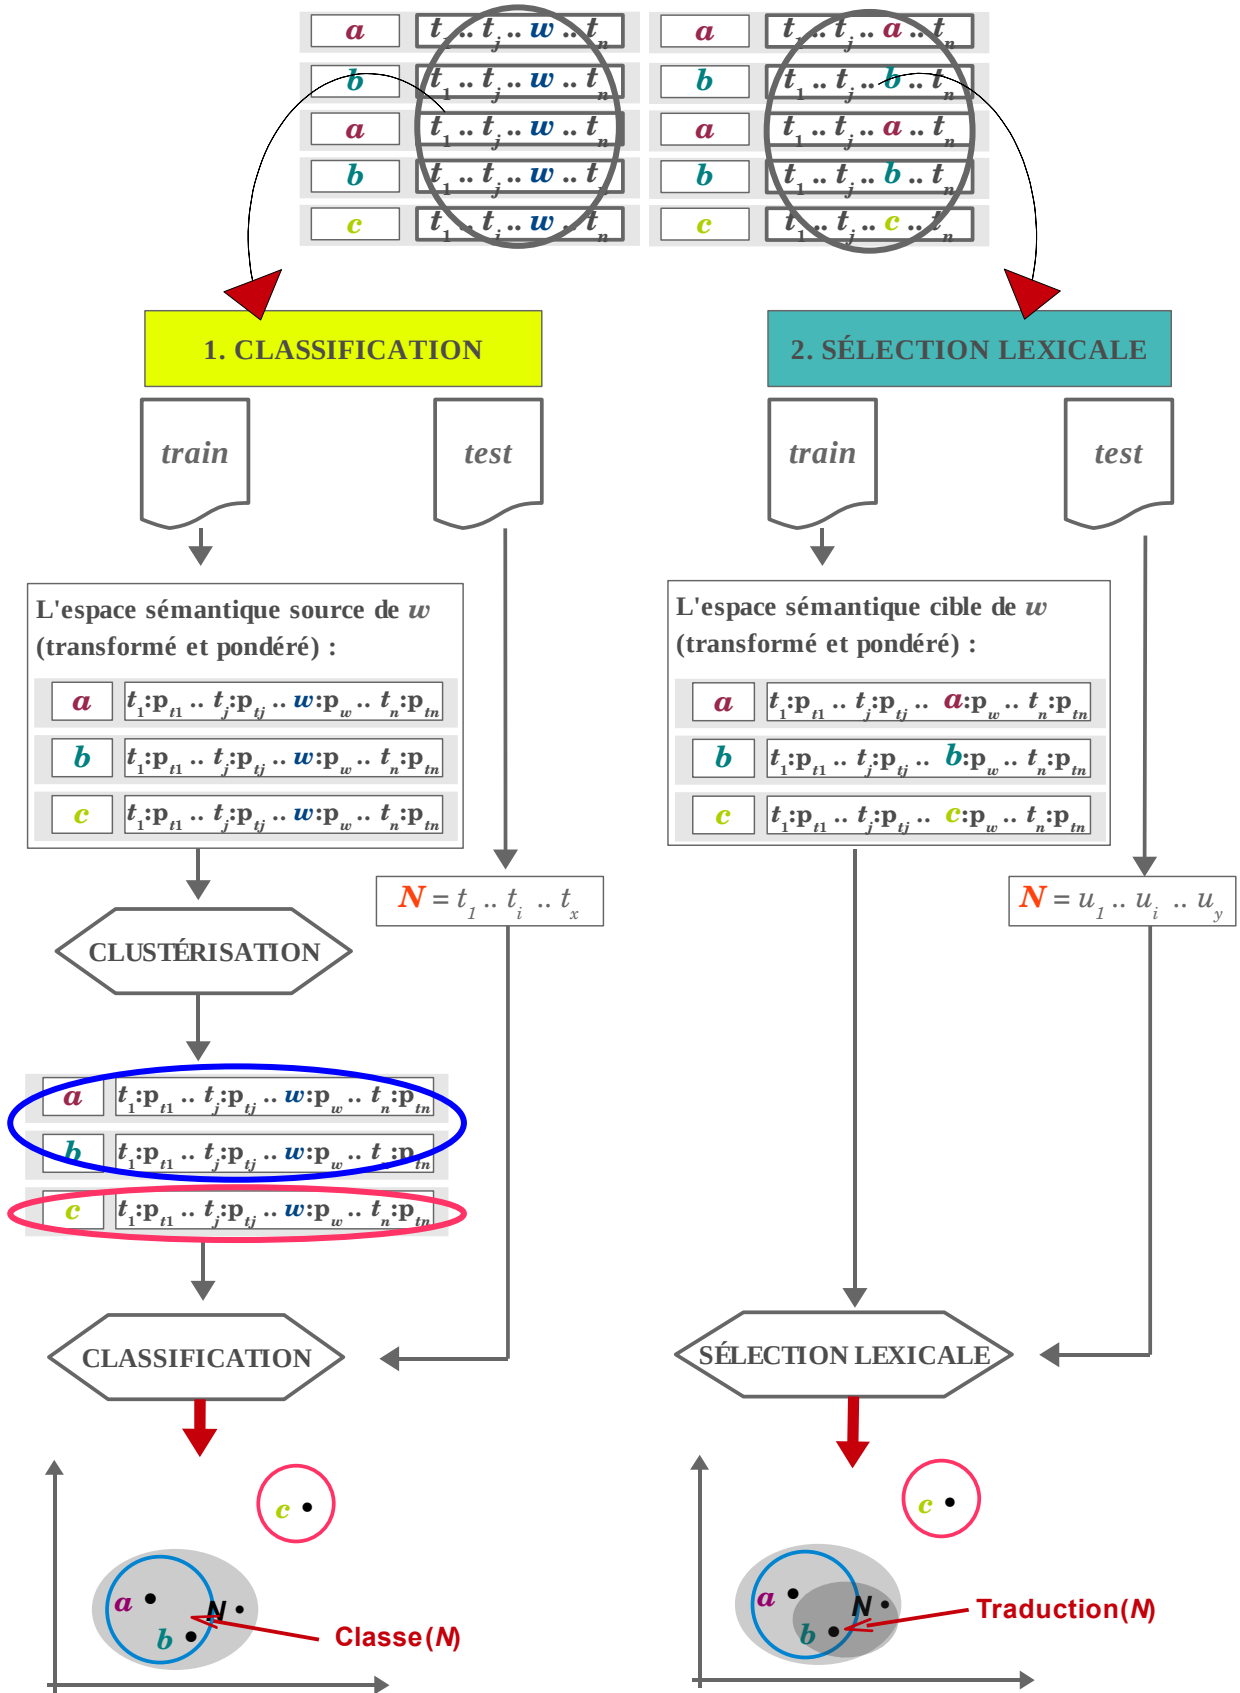 a t1 .. tj .. w .. tn a t1 .. tj .. a .. tn
b t1 .. tj .. w .. tn b t1 .. tj .. b .. tn
a t1 .. tj .. w .. tn a t1 .. tj .. a .. tn
b t1 .. tj .. w .. tn b t1 .. tj .. b .. tn
c t1 .. tj .. w .. tn c t1 .. tj .. c .. tn
1. CLASSIFICATION
train test
L'espace sémantique source de w
(transformé et pondéré) :
a t1:pt1 .. tj:ptj .. w:pw .. tn:ptn
b t1:pt1 .. tj:ptj .. w:pw .. tn:ptn
c t1:pt1 .. tj:ptj .. w:pw .. tn:ptn
N = t1 .. ti .. tx
CLUSTÉRISATION
a t1:pt1 .. tj:ptj .. w:pw .. tn:ptn
b t1:pt1 .. tj:ptj .. w:pw .. tn:ptn
c t1:pt1 .. tj:ptj .. w:pw .. tn:ptn
CLASSIFICATION
c
a N
b
Classe(N)
2. SÉLECTION LEXICALE
train test
L'espace sémantique cible de w
(transformé et pondéré) :
a t1:pt1 .. tj:ptj .. a:pw .. tn:ptn
b t1:pt1 .. tj:ptj .. b:pw .. tn:ptn
c t1:pt1 .. tj:ptj .. c:pw .. tn:ptn
N = u1 .. ui .. uy
SÉLECTION LEXICALE
c
a N
b
Traduction(N)